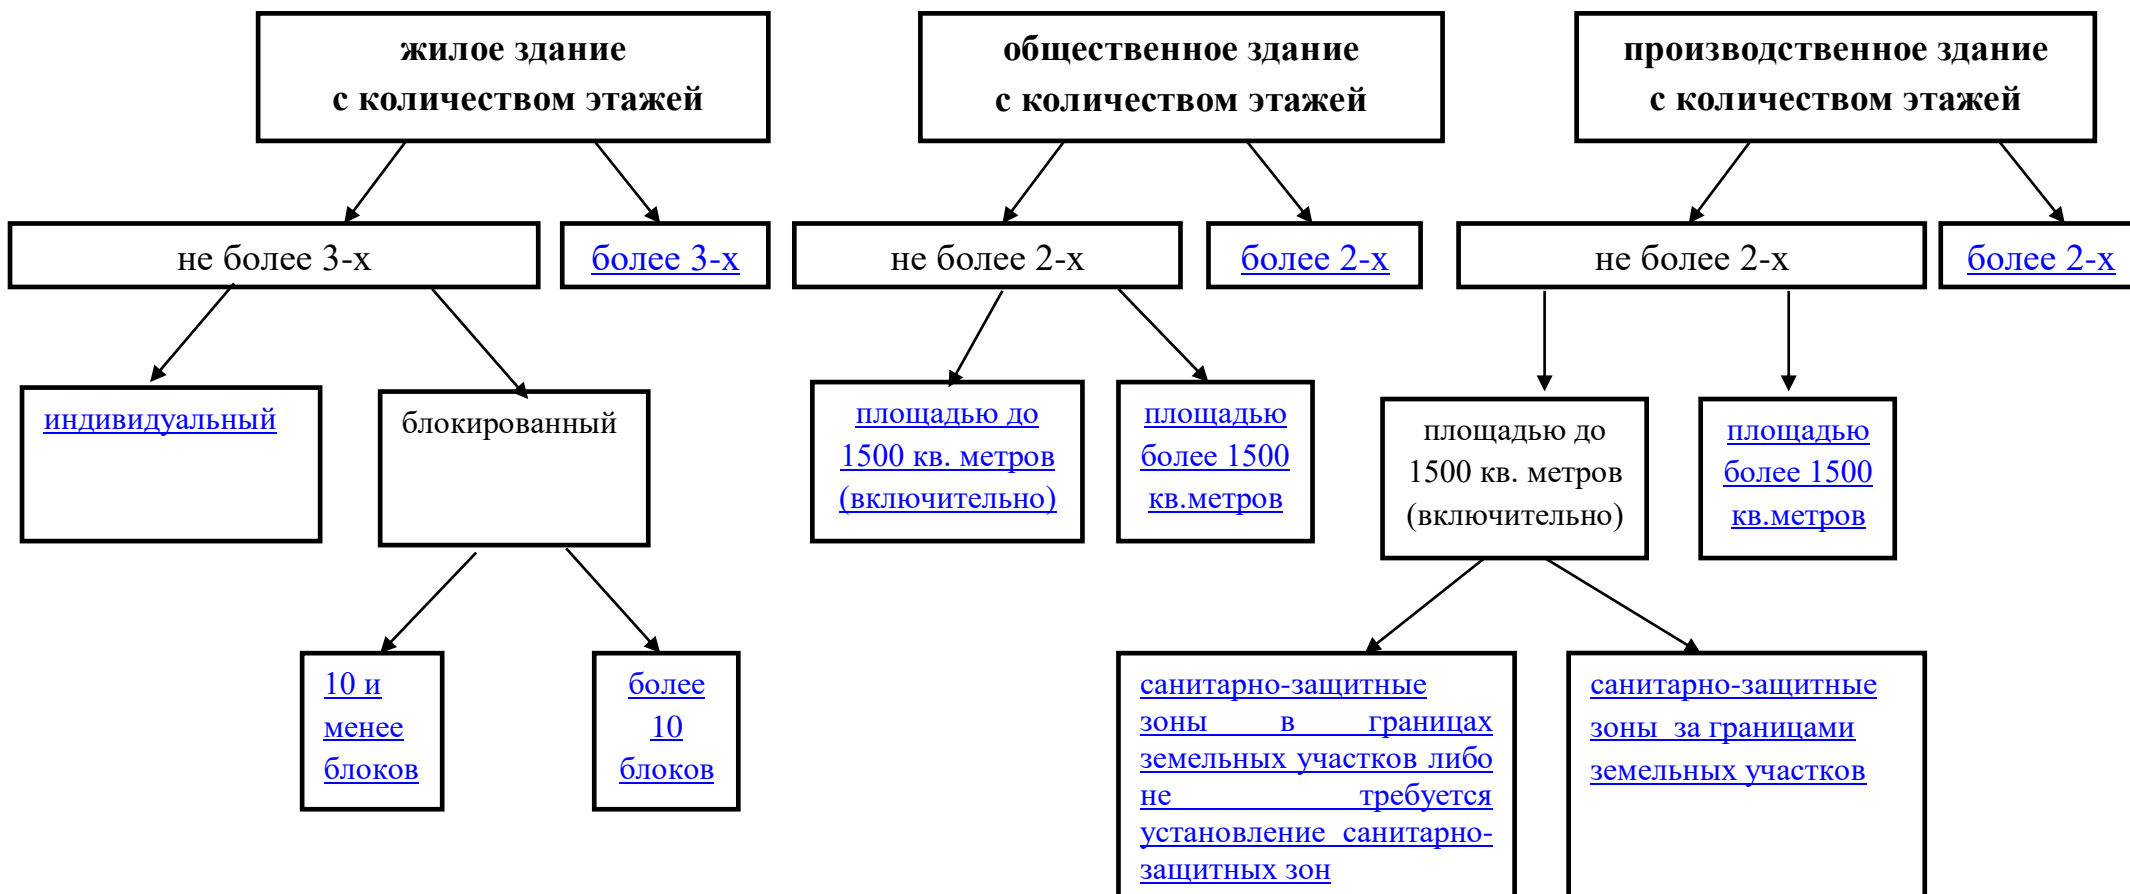 жилое здание
с количеством этажей
общественное здание
с количеством этажей
производственное здание
с количеством этажей
не более 3-х
более 3-х
не более 2-х
более 2-х
не более 2-х
более 2-х
индивидуальный
блокированный
площадью до
1500 кв. метров
(включительно)
площадью
более 1500
кв.метров
площадью до
1500 кв. метров
(включительно)
площадью
более 1500
кв.метров
10 и
менее
блоков
более
10
блоков
санитарно-защитные
зоны в границах
земельных участков либо
не требуется
установление санитарно-
защитных зон
санитарно-защитные
зоны за границами
земельных участков